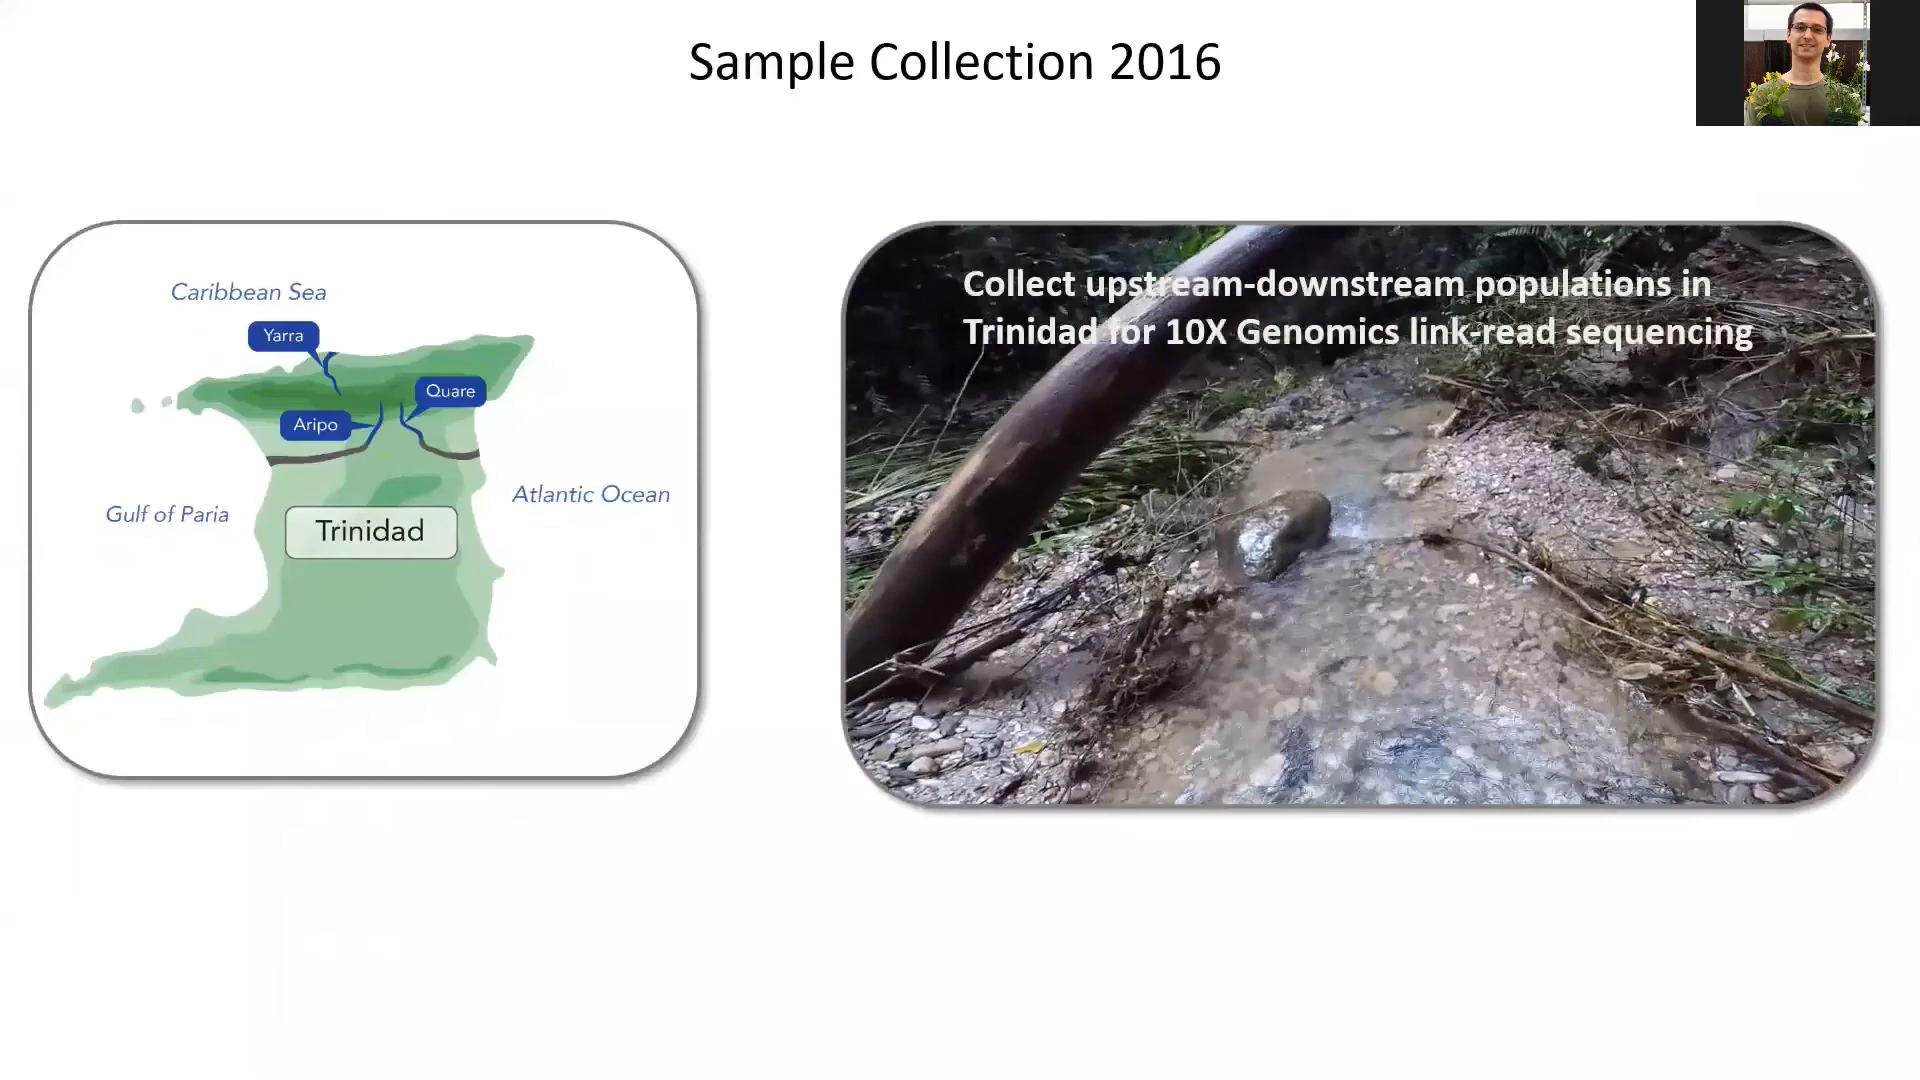 Sample Collection 2016
Caribbean Sea
Yarra
Quare
Aripo
Gulf of Paria
Atlantic Ocean
Trinidad
Collect upstream-downstream populations in
Trinidad for 10X Genomics link-read sequencing